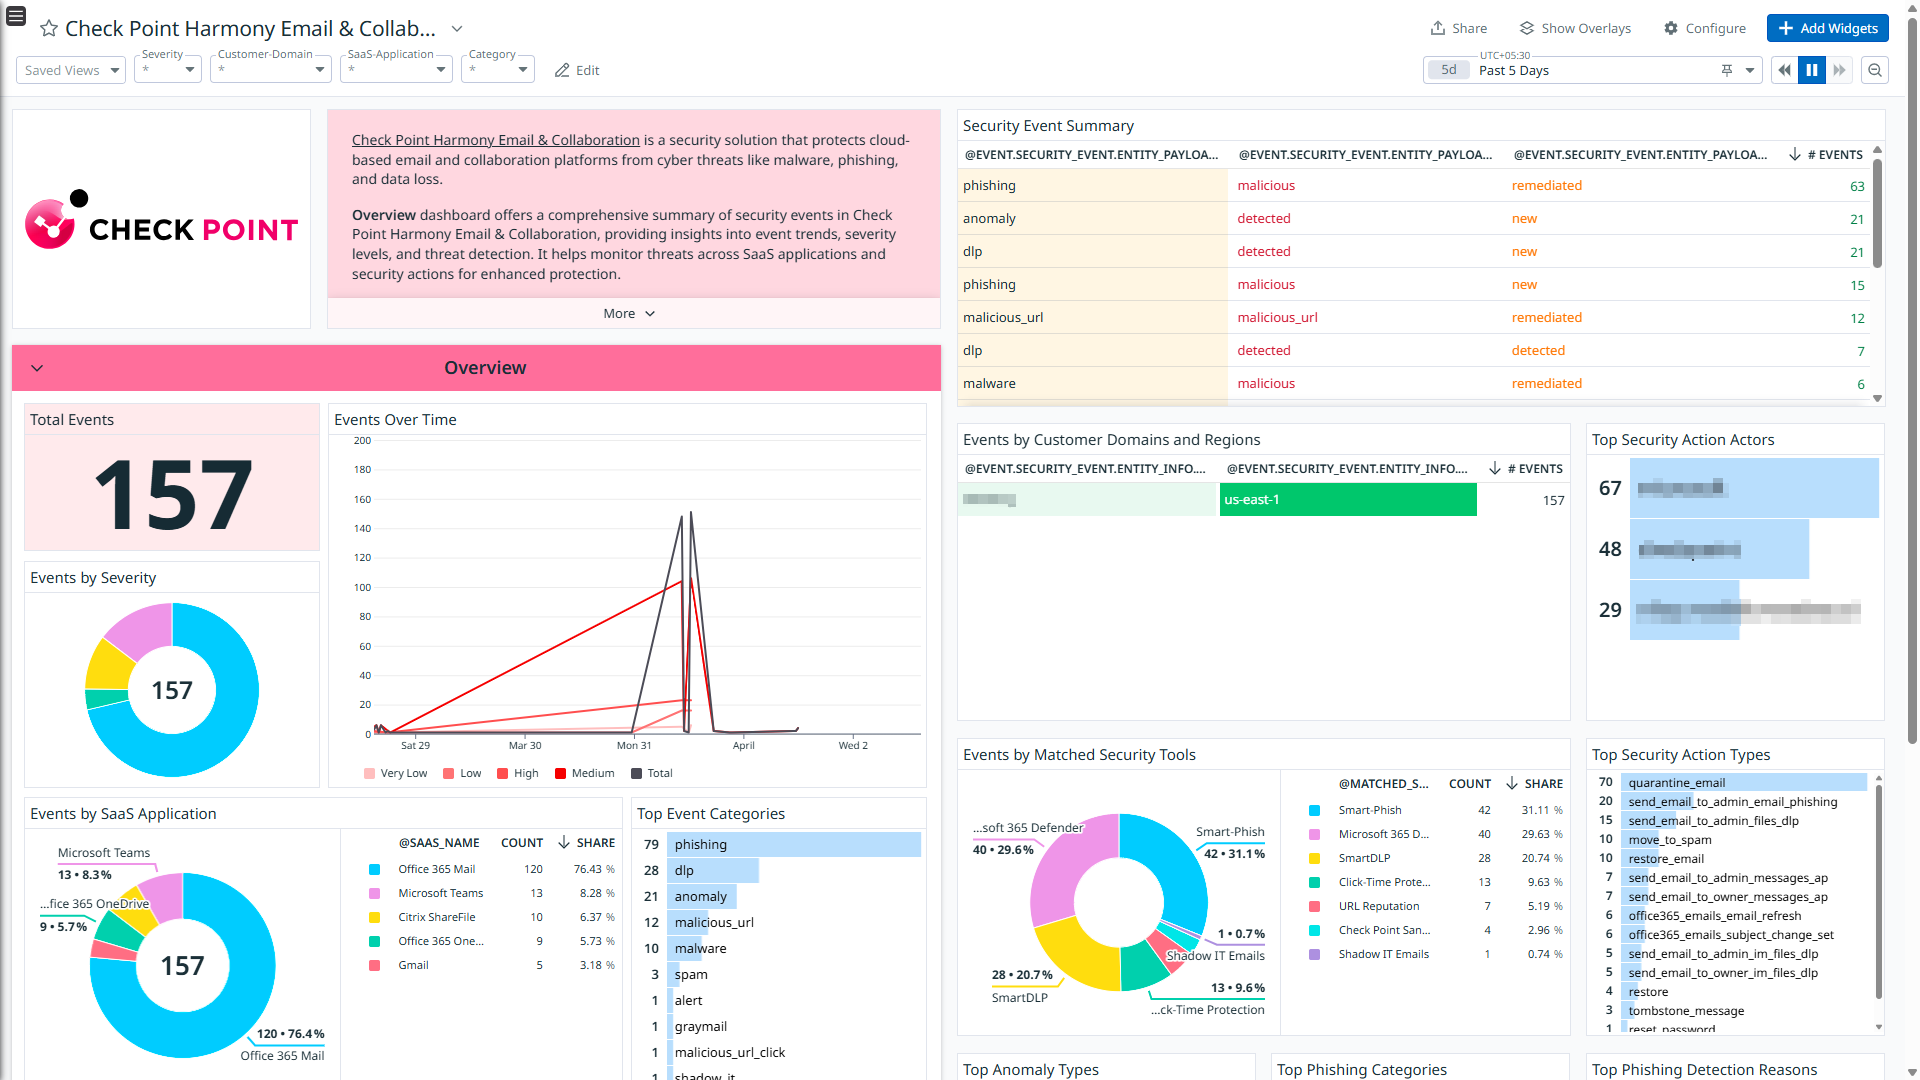 Check Point Harmony Email & Collab...
Share
Show Overlays
Configure
Add Widgets
Saved Views
Severity
*
Customer-Domain
*
SaaS-Application
*
Category
*
Edit
UTC+05:30
5d
Past 5 Days
CHECK POINT
Check Point Harmony Email & Collaboration is a security solution that protects cloud-
based email and collaboration platforms from cyber threats like malware, phishing,
and data loss.
Overview dashboard offers a comprehensive summary of security events in Check
Point Harmony Email & Collaboration, providing insights into event trends, severity
levels, and threat detection. It helps monitor threats across SaaS applications and
security actions for enhanced protection.
More
Security Event Summary
@EVENT.SECURITY_EVENT.ENTITY_PAYLOA... @EVENT.SECURITY_EVENT.ENTITY_PAYLOA... @EVENT.SECURITY_EVENT.ENTITY_PAYLOA... # EVENTS
phishing malicious remediated 63
anomaly detected new 21
dlp detected new 21
phishing malicious new 15
malicious_url malicious_url remediated 12
dlp detected detected 7
malware malicious remediated 6
Overview
Total Events
157
Events by Severity
157
Events Over Time
200
180
160
140
120
100
80
60
40
20
0
Sat 29 Mar 30 Mon 31 April Wed 2
Very Low Low High Medium Total
Events by Customer Domains and Regions
@EVENT.SECURITY_EVENT.ENTITY_INFO.... @EVENT.SECURITY_EVENT.ENTITY_INFO.... # EVENTS
us-east-1 157
Top Security Action Actors
67
48
29
Events by SaaS Application
Microsoft Teams
13 • 8.3%
...fice 365 OneDrive
9 • 5.7%
157
120 • 76.4%
Office 365 Mail
@SAAS_NAME COUNT SHARE
Office 365 Mail 120 76.43 %
Microsoft Teams 13 8.28 %
Citrix ShareFile 10 6.37 %
Office 365 One... 9 5.73 %
Gmail 5 3.18 %
Top Event Categories
79 phishing
28 dlp
21 anomaly
12 malicious_url
10 malware
3 spam
1 alert
1 graymail
1 malicious_url_click
1 shadow_it
Events by Matched Security Tools
...soft 365 Defender
40 • 29.6%
Smart-Phish
42 • 31.1%
1 • 0.7%
Shadow IT Emails
28 • 20.7%
SmartDLP
13 • 9.6%
...ck-Time Protection
@MATCHED_S... COUNT SHARE
Smart-Phish 42 31.11 %
Microsoft 365 D... 40 29.63 %
SmartDLP 28 20.74 %
Click-Time Prote... 13 9.63 %
URL Reputation 7 5.19 %
Check Point San... 4 2.96 %
Shadow IT Emails 1 0.74 %
Top Security Action Types
70 quarantine_email
20 send_email_to_admin_email_phishing
15 send_email_to_admin_files_dlp
10 move_to_spam
10 restore_email
7 send_email_to_admin_messages_ap
7 send_email_to_owner_messages_ap
6 office365_emails_email_refresh
6 office365_emails_subject_change_set
5 send_email_to_admin_im_files_dlp
5 send_email_to_owner_im_files_dlp
4 restore
3 tombstone_message
1 reset_password
Top Anomaly Types
Top Phishing Categories
Top Phishing Detection Reasons